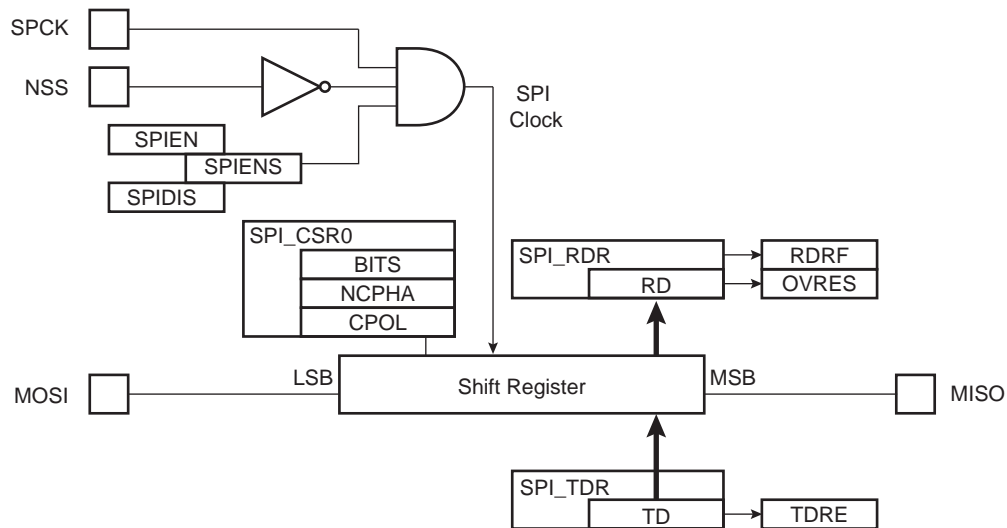 SPCK
NSS
SPI
Clock
SPIEN
SPIENS
SPIDIS
SPI_CSR0
BITS
NCPHA
CPOL
SPI_RDR
RD
RDRF
OVRES
MOSI
LSB
Shift Register
MSB
MISO
SPI_TDR
TD
TDRE